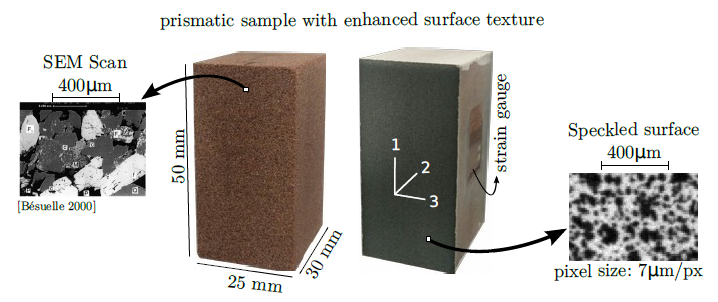 prismatic sample with enhanced surface texture
SEM Scan
400μm
[Bésuelle 2000]
50 mm
25 mm
30 mm
1
2
3
strain gauge
Speckled surface
400μm
pixel size: 7μm/px